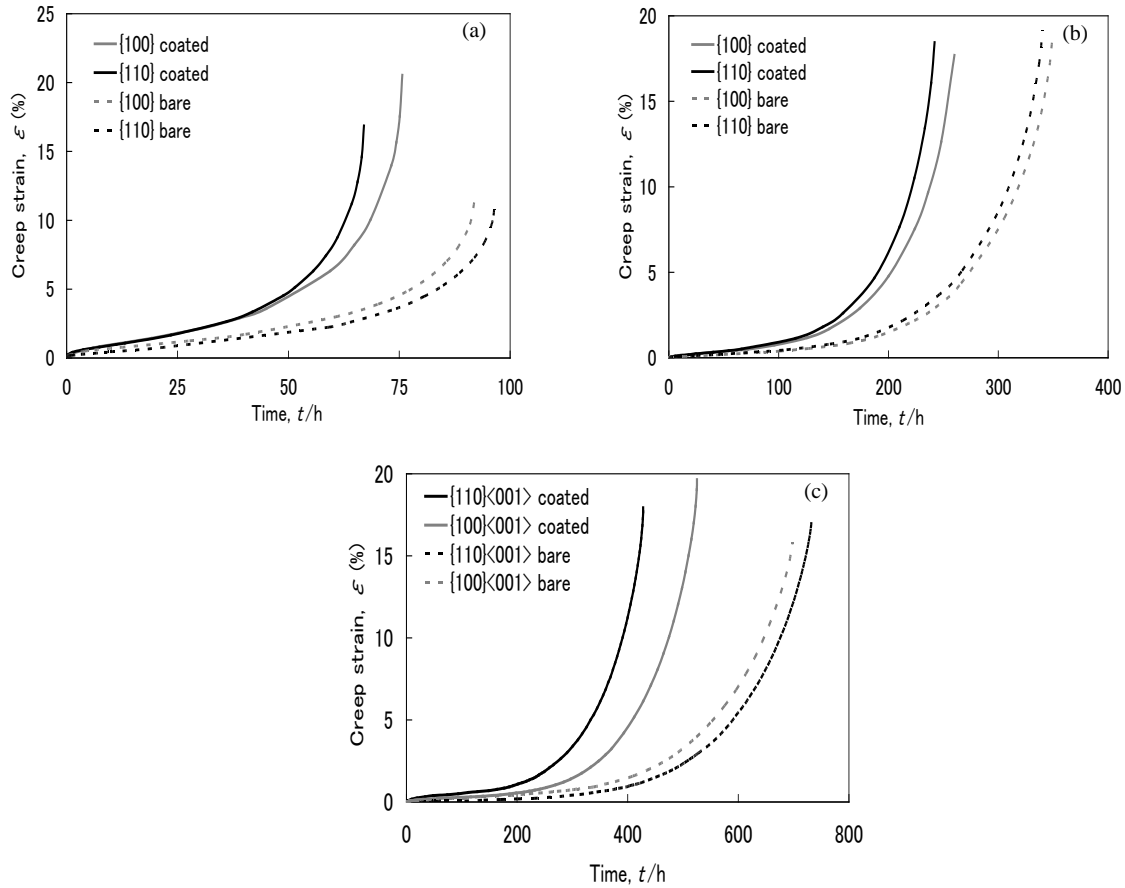 (a)
{100} coated
{110} coated
{100} bare
{110} bare
Creep strain, ε (%)
25
20
15
10
5
0
0 25 50 75 100
Time, t/h
(b)
{100} coated
{110} coated
{100} bare
{110} bare
Creep strain, ε (%)
20
15
10
5
0
0 100 200 300 400
Time, t/h
(c)
{110}<001> coated
{100}<001> coated
{110}<001> bare
{100}<001> bare
Creep strain, ε (%)
20
15
10
5
0
0 200 400 600 800
Time, t/h